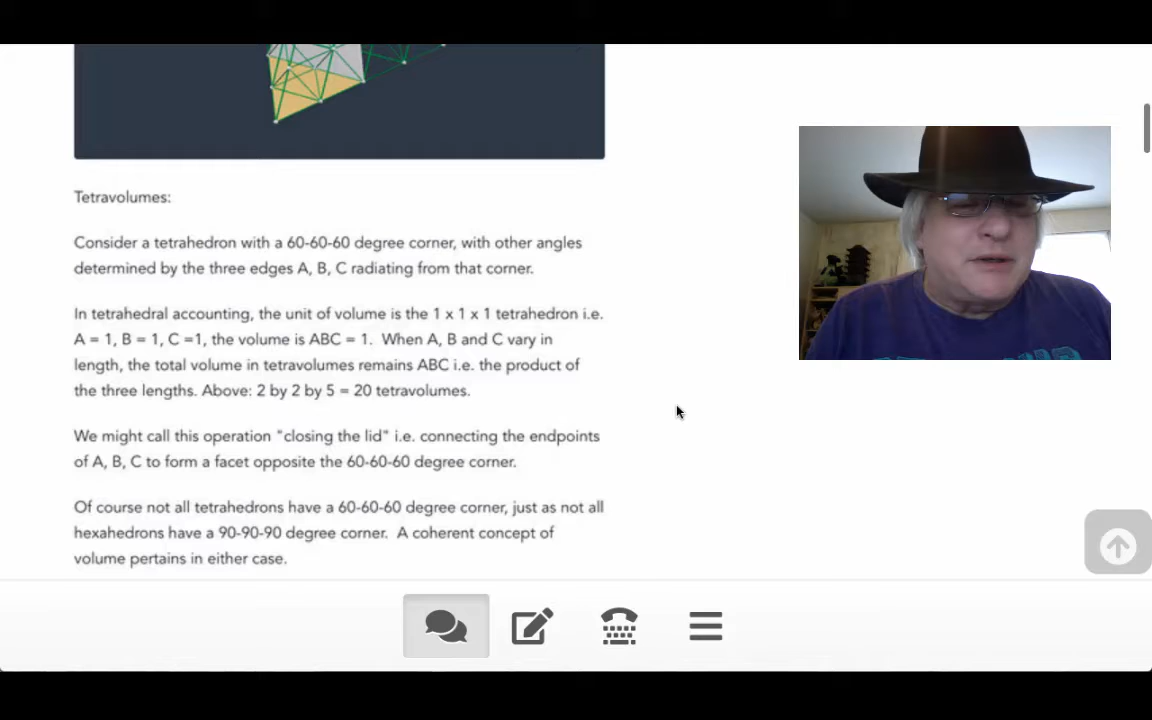 Tetravolumes:
Consider a tetrahedron with a 60-60-60 degree corner, with other angles
determined by the three edges A, B, C radiating from that corner.
In tetrahedral accounting, the unit of volume is the 1 x 1 x 1 tetrahedron i.e.
A = 1, B = 1, C =1, the volume is ABC = 1.  When A, B and C vary in
length, the total volume in tetravolumes remains ABC i.e. the product of
the three lengths. Above: 2 by 2 by 5 = 20 tetravolumes.
We might call this operation "closing the lid" i.e. connecting the endpoints
of A, B, C to form a facet opposite the 60-60-60 degree corner.
Of course not all tetrahedrons have a 60-60-60 degree corner, just as not all
hexahedrons have a 90-90-90 degree corner.  A coherent concept of
volume pertains in either case.